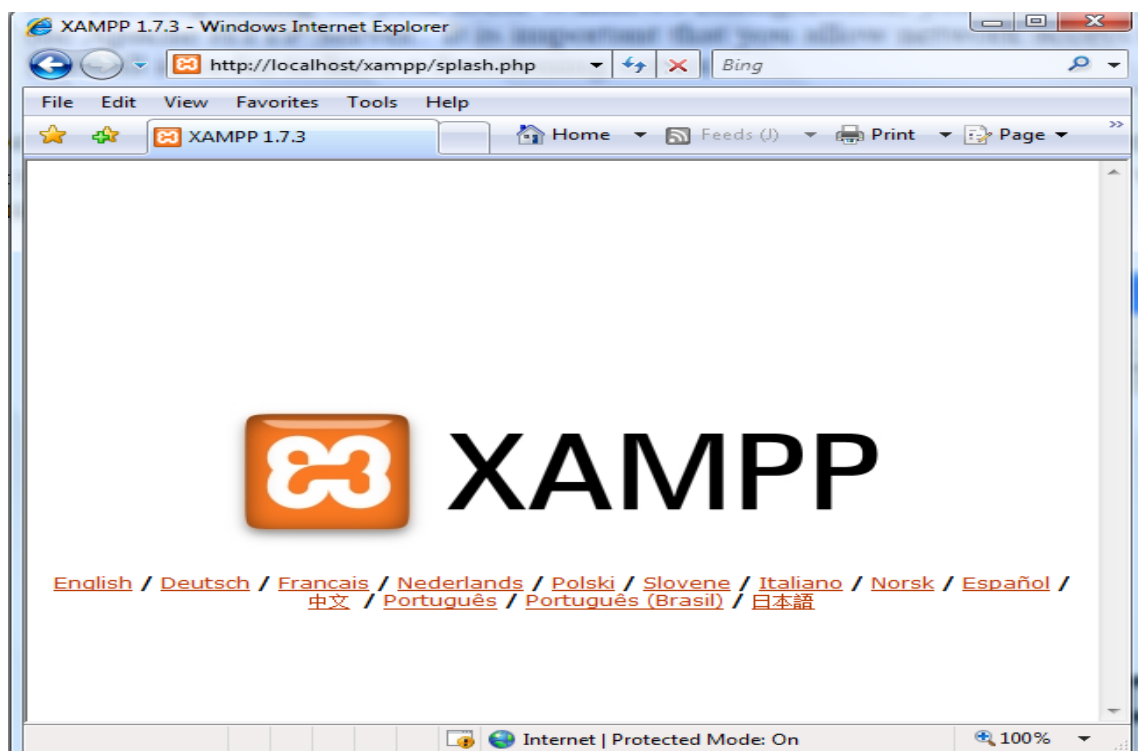 XAMPP 1.7.3 - Windows Internet Explorer
http://localhost/xampp/splash.php
Bing
File Edit View Favorites Tools Help
XAMPP 1.7.3 Home Feeds (J) Print Page
XAMPP
English / Deutsch / Francais / Nederlands / Polski / Slovene / Italiano / Norsk / Español /
中文 / Português / Português (Brasil) / 日本語
Internet | Protected Mode: On 100%